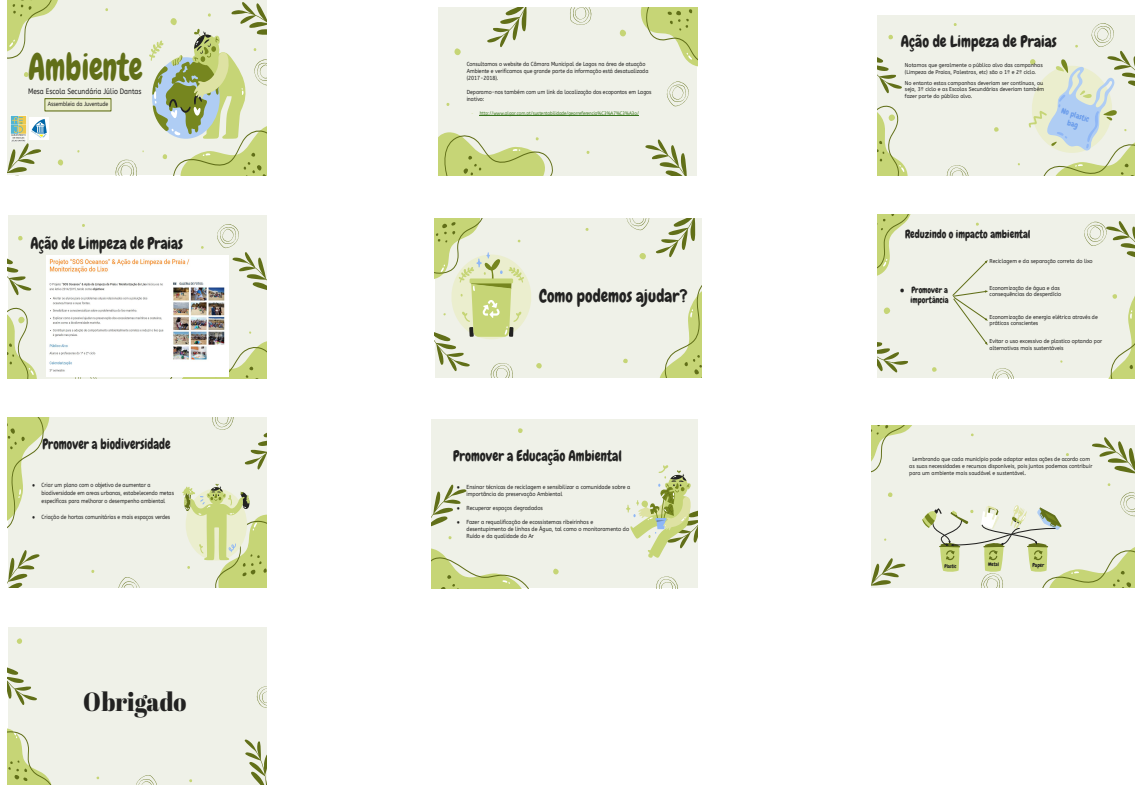 Ambiente
Mesa Escola Secundária Júlio Dantas
Assembleia da Juventude
Consultamos o website da Câmara Municipal de Lagos na área de atuação
Ambiente e verificamos que grande parte da informação está desatualizada
(2017-2018).
Deparamo-nos também com um link da localização dos ecopontos em Lagos
inativo:
Ação de Limpeza de Praias
Notamos que geralmente o público alvo das campanhas
(Limpeza de Praias, Palestras, etc) são o 1º e 2º ciclo.
No entanto estas campanhas deveriam ser contínuas, ou
seja, 3º ciclo e as Escolas Secundárias deveriam também
fazer parte do público alvo.
No plastic
bag
Ação de Limpeza de Praias
Projeto "SOS Oceanos" & Ação de Limpeza de Praia /
Monitorização do Lixo
Como podemos ajudar?
Reduzindo o impacto ambiental
Promover a
importância
Reciclagem e da separação correta do lixo
Economização de água e das
consequências do desperdício
Economização de energia elétrica através de
práticas conscientes
Evitar o uso excessivo de plastico optando por
alternativas mais sustentáveis
Promover a biodiversidade
Criar um plano com o objetivo de aumentar a
biodiversidade em areas urbanas, estabelecendo metas
específicas para melhorar o desempenho ambiental
Criação de hortas comunitárias e mais espaços verdes
Promover a Educação Ambiental
Ensinar técnicas de reciclagem e sensibilizar a comunidade sobre a
importância da preservação Ambiental
Recuperar espaços degradados
Fazer a requalificação de ecossistemas ribeirinhos e
desentupimento de linhas de Água, tal como o monitoramento do
Ruído e da qualidade do Ar
Lembrando que cada município pode adaptar estas ações de acordo com
as suas necessidades e recursos disponíveis, pois juntos podemos contribuir
para um ambiente mais saudável e sustentável.
Plastic
Metal
Paper
Obrigado